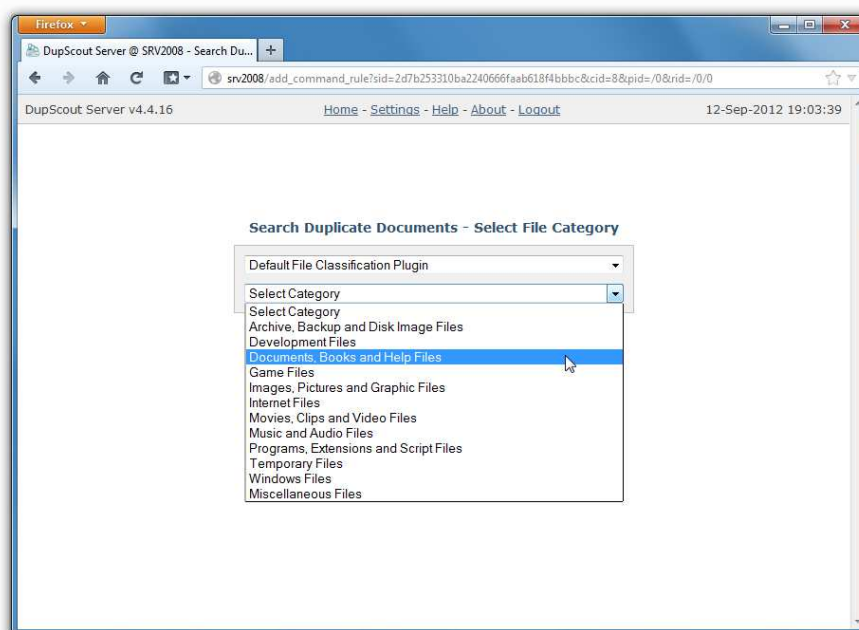 Firefox
DupScout Server @ SRV2008 - Search Du...
srv2008/add_command_rule?sid=2d7b253310ba2240666faab618f4bbbc&cid=8&pid=/0&rid=/0/0
DupScout Server v4.4.16 Home - Settings - Help - About - Logout 12-Sep-2012 19:03:39
Search Duplicate Documents - Select File Category
Default File Classification Plugin
Select Category
Select Category
Archive, Backup and Disk Image Files
Development Files
Documents, Books and Help Files
Game Files
Images, Pictures and Graphic Files
Internet Files
Movies, Clips and Video Files
Music and Audio Files
Programs, Extensions and Script Files
Temporary Files
Windows Files
Miscellaneous Files